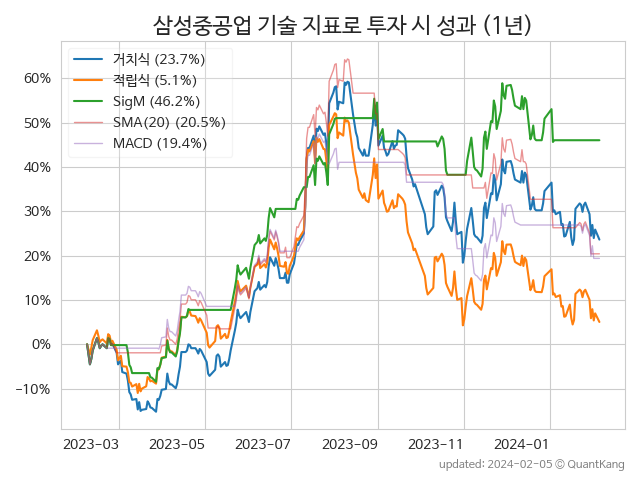 삼성중공업 기술 지표로 투자 시 성과 (1년)
거치식 (23.7%)
적립식 (5.1%)
SigM (46.2%)
SMA(20) (20.5%)
MACD (19.4%)
60%
50%
40%
30%
20%
10%
0%
−10%
2023-03 2023-05 2023-07 2023-09 2023-11 2024-01
updated: 2024-02-05 © QuantKang